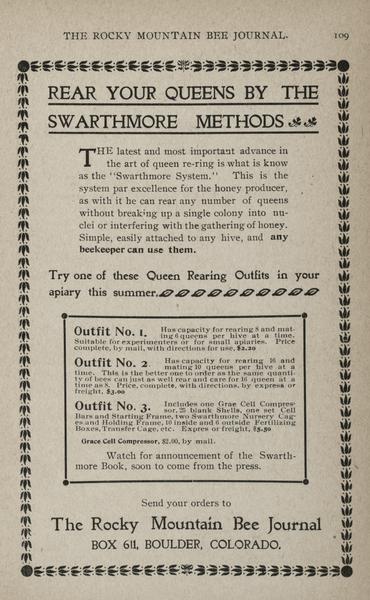 THE ROCKY MOUNTAIN BEE JOURNAL. 109
REAR YOUR QUEENS BY THE
SWARTHMORE METHODS
THE latest and most important advance in
the art of queen re-ring is what is know
as the "Swarthmore System." This is the
system par excellence for the honey producer,
as with it he can rear any number of queens
without breaking up a single colony into nu-
clei or interfering with the gathering of honey.
Simple, easily attached to any hive, and any
beekeeper can use them.
Try one of these Queen Rearing Outfits in your
apiary this summer.
Outfit No. 1. Has capacity for rearing 8 and mat-
ing 6 queens per hive at a time.
Suitable for experimenters or for small apiaries. Price
complete, by mail, with directions for use, $2.20
Outfit No. 2 Has capacity for rearing 16 and
mating 10 queens per hive at a
time. This is the better one to order as the same quanti-
ty of bees can just as well rear and care for 16 queen at a
time as 8. Price, complete, with directions, by express or
freight, $3.00
Outfit No. 3. Includes one Grae Cell Compres-
sor, 25 blank Shells, one set Cell
Bars and Starting Frame, two Swarthmore Nursery Cag-
es and Holding Frame, 10 inside and 6 outside Fertilizing
Boxes, Transfer Cage, etc. Expres or freight, $5.50
Grace Cell Compressor, $2.00, by mail.
Watch for announcement of the Swarth-
more Book, soon to come from the press.
Send your orders to
The Rocky Mountain Bee Journal
BOX 611, BOULDER, COLORADO.